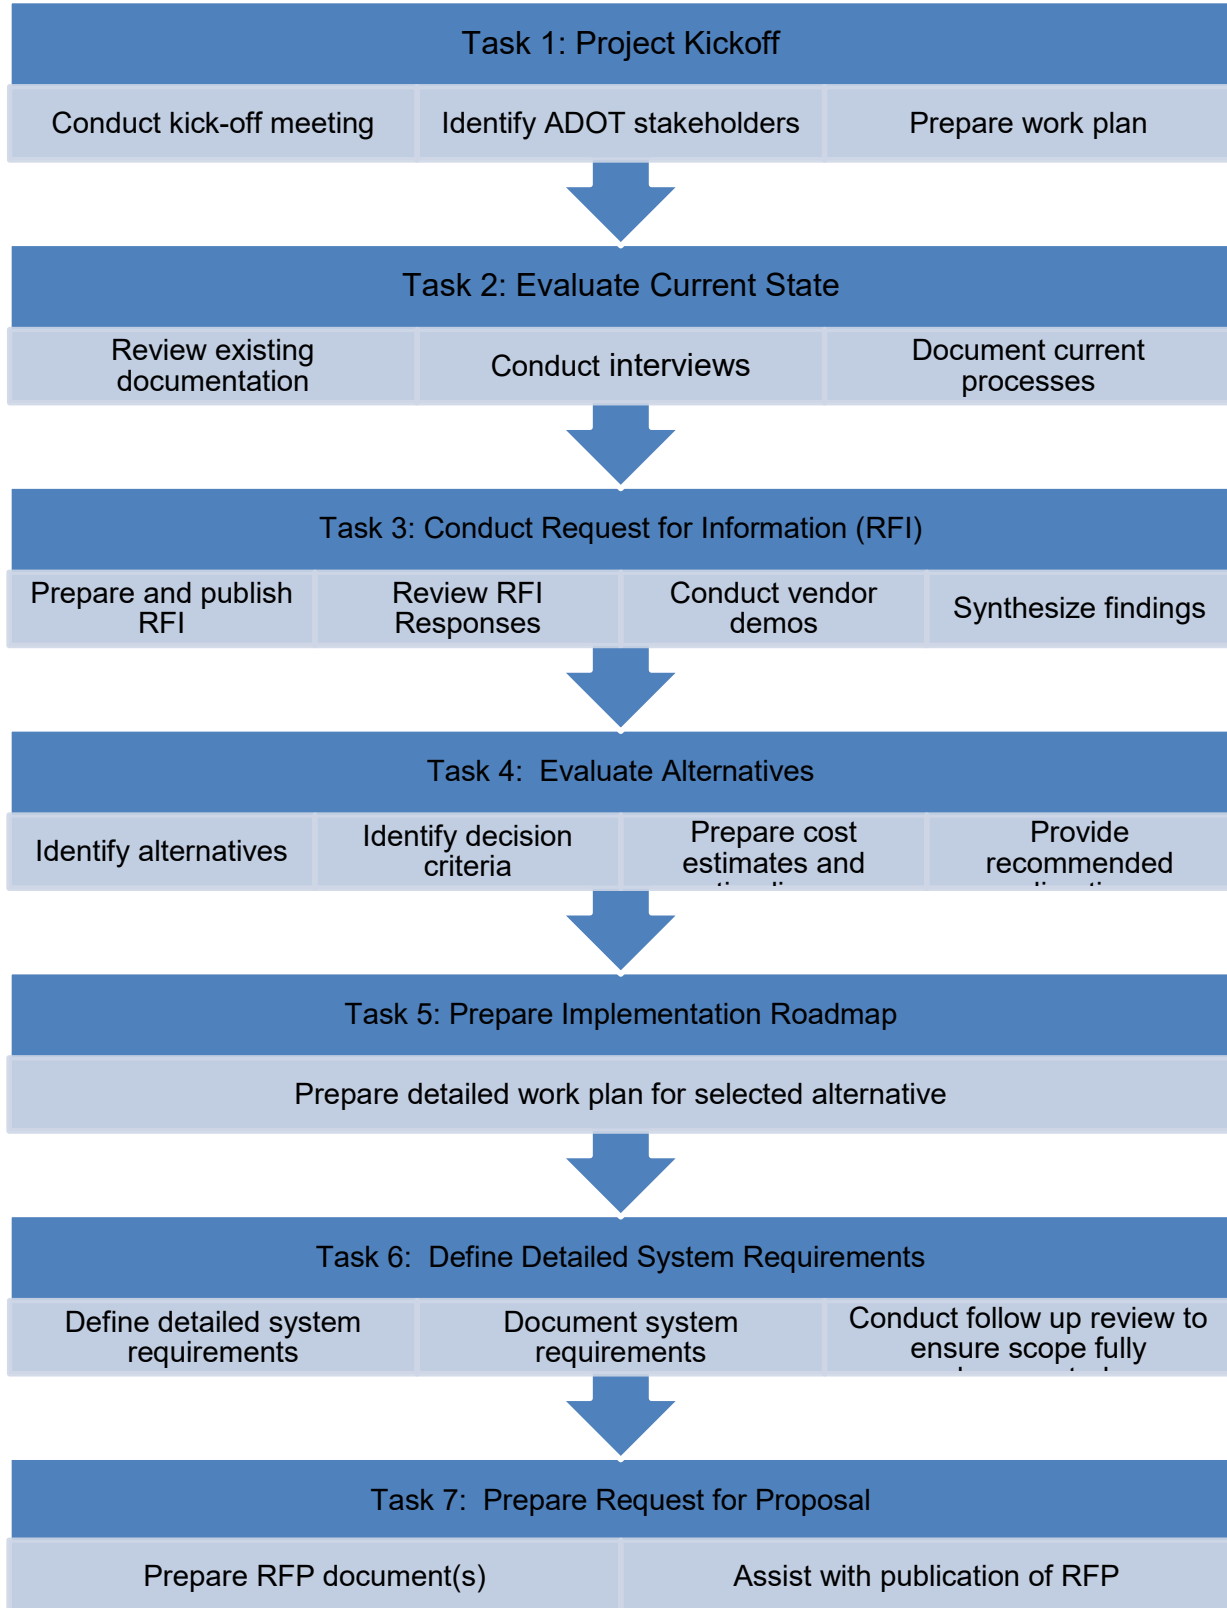 Task 1: Project Kickoff
Conduct kick-off meeting
Identify ADOT stakeholders
Prepare work plan
Task 2: Evaluate Current State
Review existing
documentation
Conduct interviews
Document current
processes
Task 3: Conduct Request for Information (RFI)
Prepare and publish
RFI
Review RFI
Responses
Conduct vendor
demos
Synthesize findings
Task 4:  Evaluate Alternatives
Identify alternatives
Identify decision
criteria
Prepare cost
estimates and
Provide
recommended
Task 5: Prepare Implementation Roadmap
Prepare detailed work plan for selected alternative
Task 6:  Define Detailed System Requirements
Define detailed system
requirements
Document system
requirements
Conduct follow up review to
ensure scope fully
Task 7:  Prepare Request for Proposal
Prepare RFP document(s)
Assist with publication of RFP